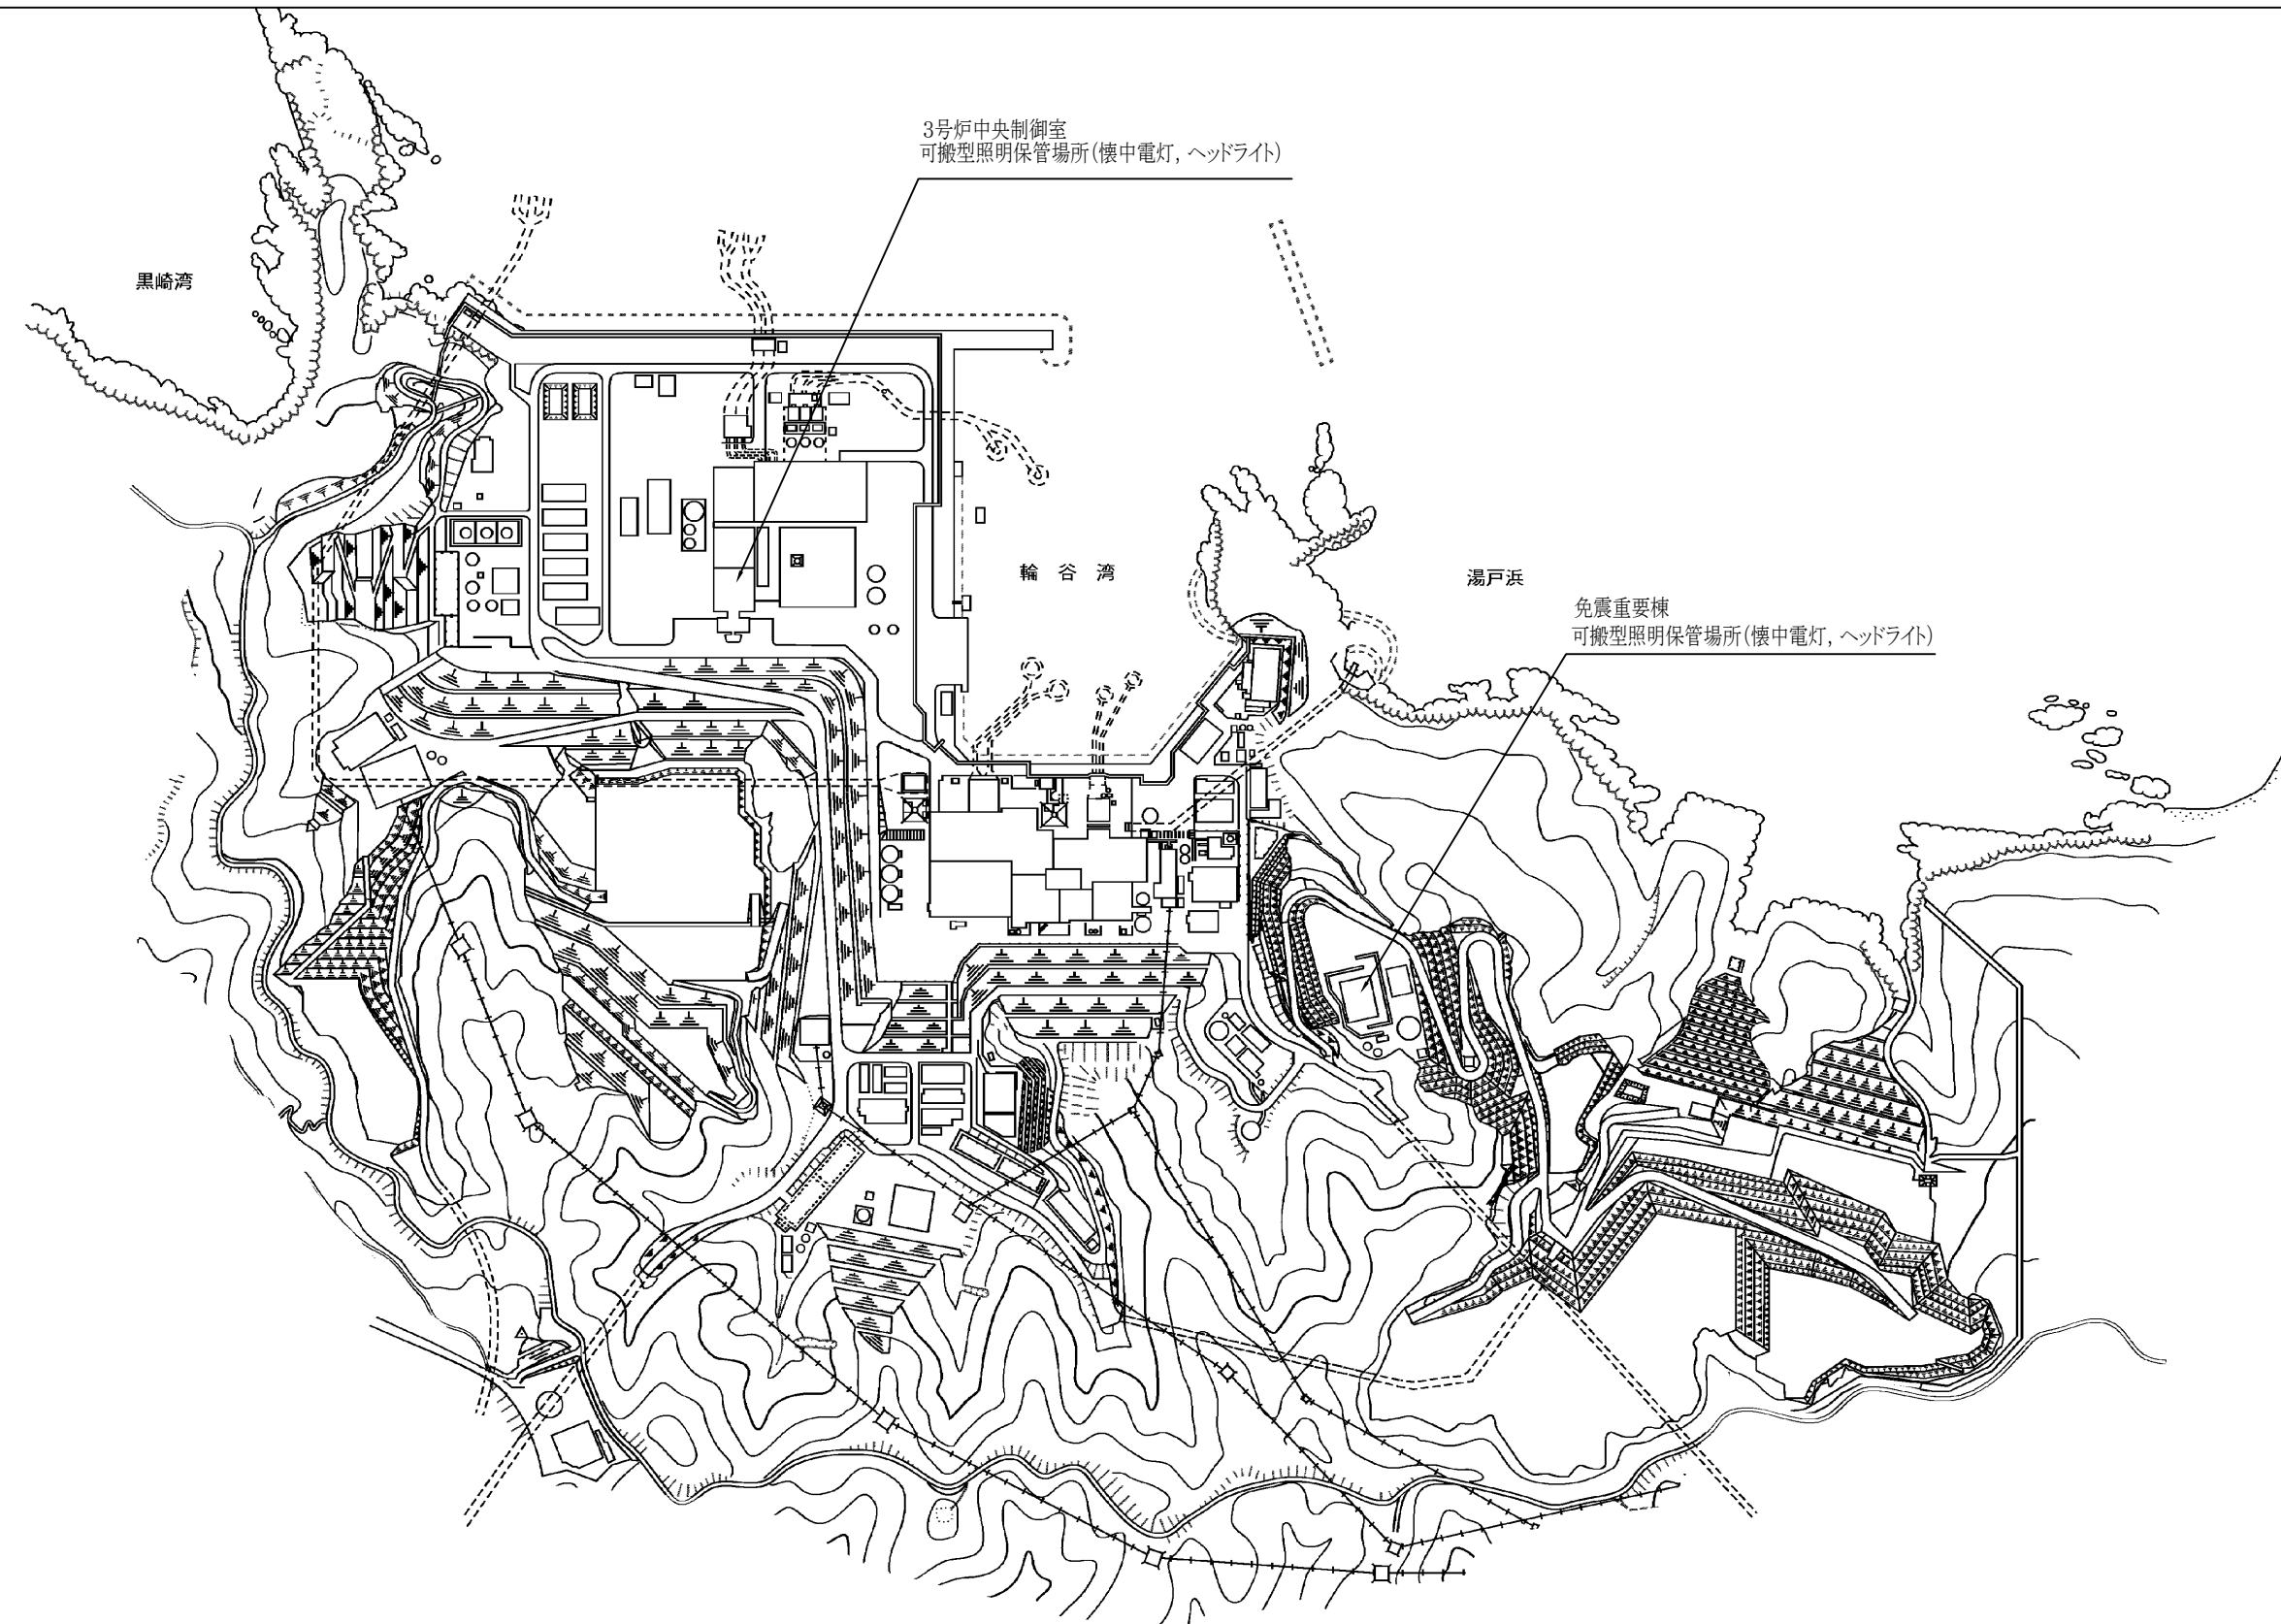 3号炉中央制御室
可搬型照明保管場所(懐中電灯, ヘッドライト)
黒崎湾
輪 谷 湾
湯戸浜
免震重要棟
可搬型照明保管場所(懐中電灯, ヘッドライト)